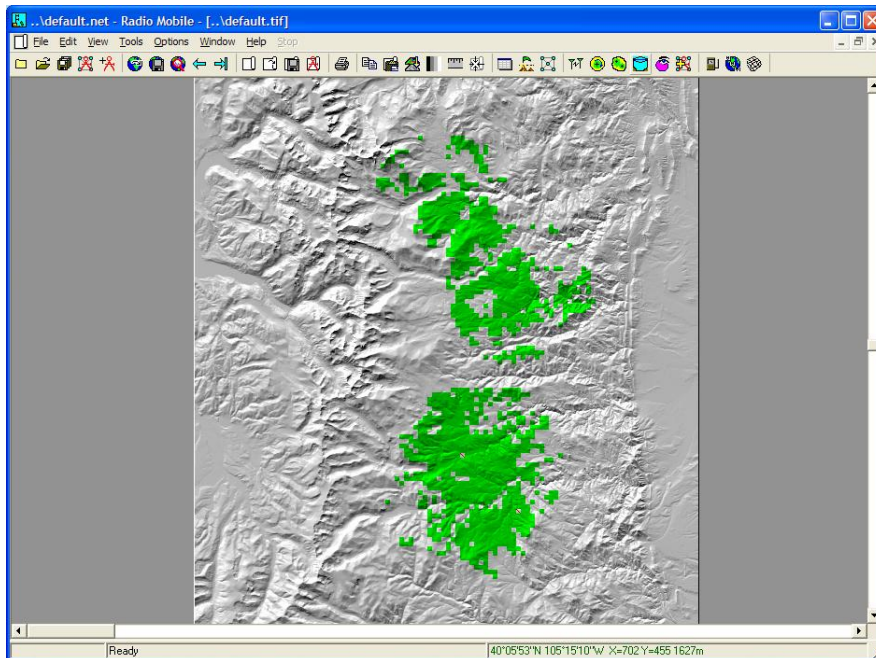 ..\default.net - Radio Mobile - [..\default.tif]
File Edit View Tools Options Window Help Stop
Ready
40°05'53"N 105°15'10"W X=702 Y=455 1627m